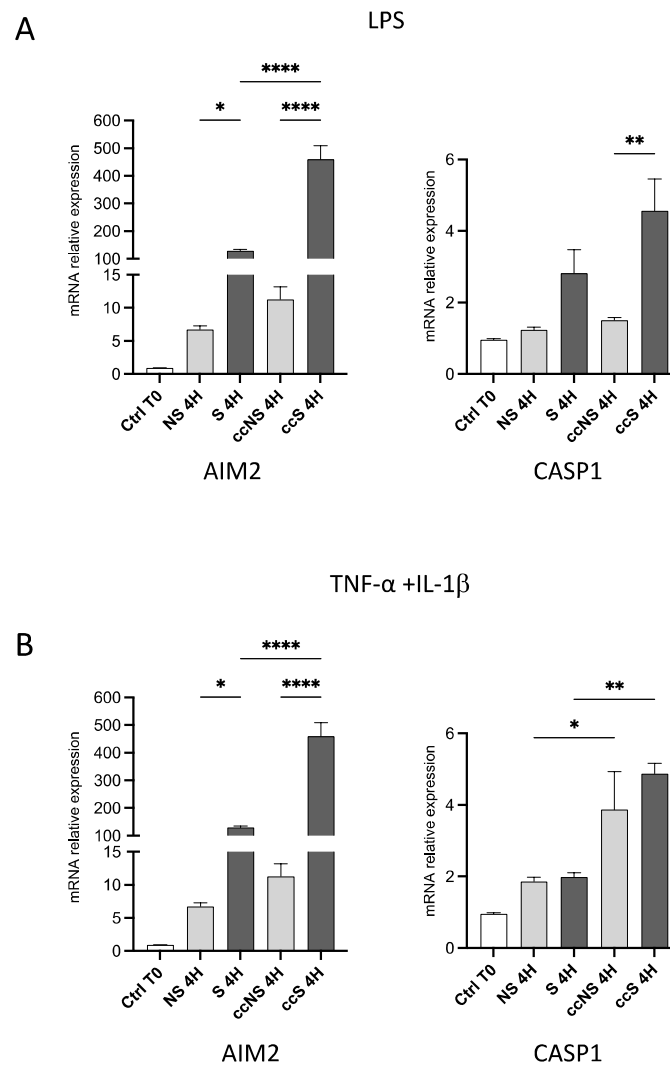 A
LPS
****
* ****
mRNA relative expression
600
500
400
300
200
100
15
10
5
0
Ctrl T0
NS 4H
S 4H
ccNS 4H
ccS 4H
AIM2
**
mRNA relative expression
6
4
2
0
Ctrl T0
NS 4H
S 4H
ccNS 4H
ccS 4H
CASP1
TNF-α +IL-1β
B
****
* ****
mRNA relative expression
600
500
400
300
200
100
15
10
5
0
Ctrl T0
NS 4H
S 4H
ccNS 4H
ccS 4H
AIM2
**
*
mRNA relative expression
6
4
2
0
Ctrl T0
NS 4H
S 4H
ccNS 4H
ccS 4H
CASP1